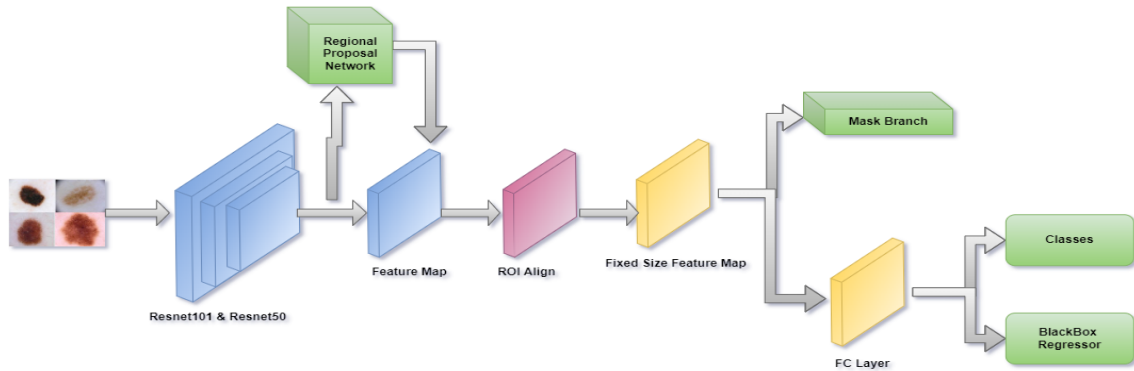 Regional
Proposal
Network
Mask Branch
Feature Map
ROI Align
Fixed Size Feature Map
Classes
Resnet101 & Resnet50
BlackBox
Regressor
FC Layer